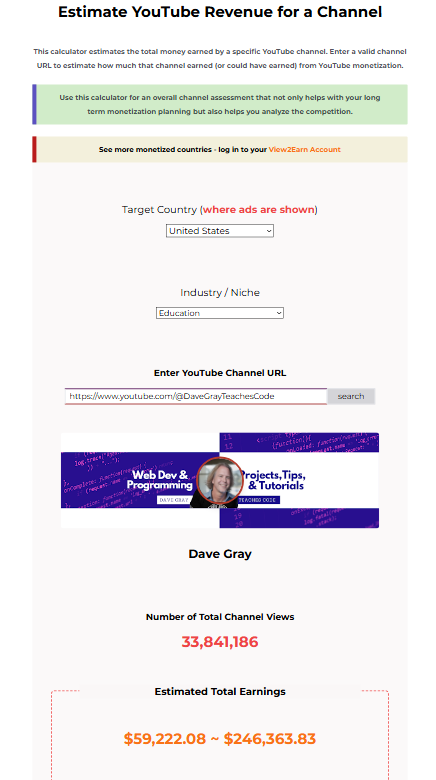 Estimate YouTube Revenue for a Channel
This calculator estimates the total money earned by a specific YouTube channel. Enter a valid channel
URL to estimate how much that channel earned (or could have earned) from YouTube monetization.
Use this calculator for an overall channel assessment that not only helps with your long
term monetization planning but also helps you analyze the competition.
See more monetized countries - log in to your View2Earn Account
Target Country (where ads are shown)
United States
Industry / Niche
Education
Enter YouTube Channel URL
https://www.youtube.com/@DaveGrayTeachesCode search
Web Dev &
Programming
DAVE GRAY
Projects,Tips,
& Tutorials
TEACHES CODE
Dave Gray
Number of Total Channel Views
33,841,186
Estimated Total Earnings
$59,222.08 ~ $246,363.83